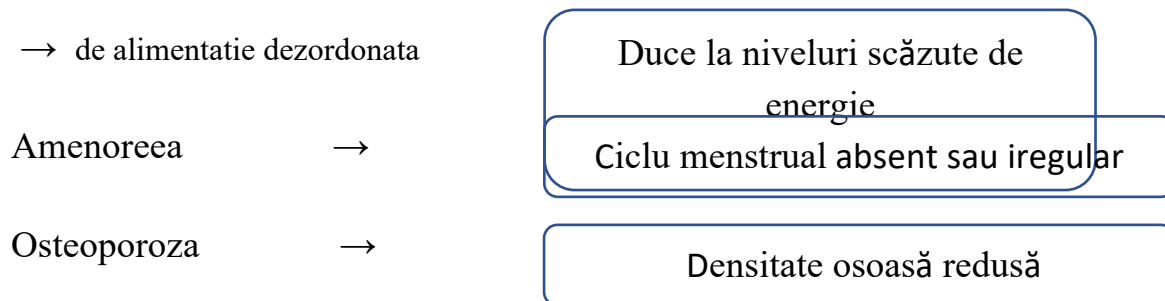 → de alimentatie dezordonata
Duce la niveluri scăzute de
energie
Amenoreea →
Ciclu menstrual absent sau iregular
Osteoporoza →
Densitate osoasă redusă